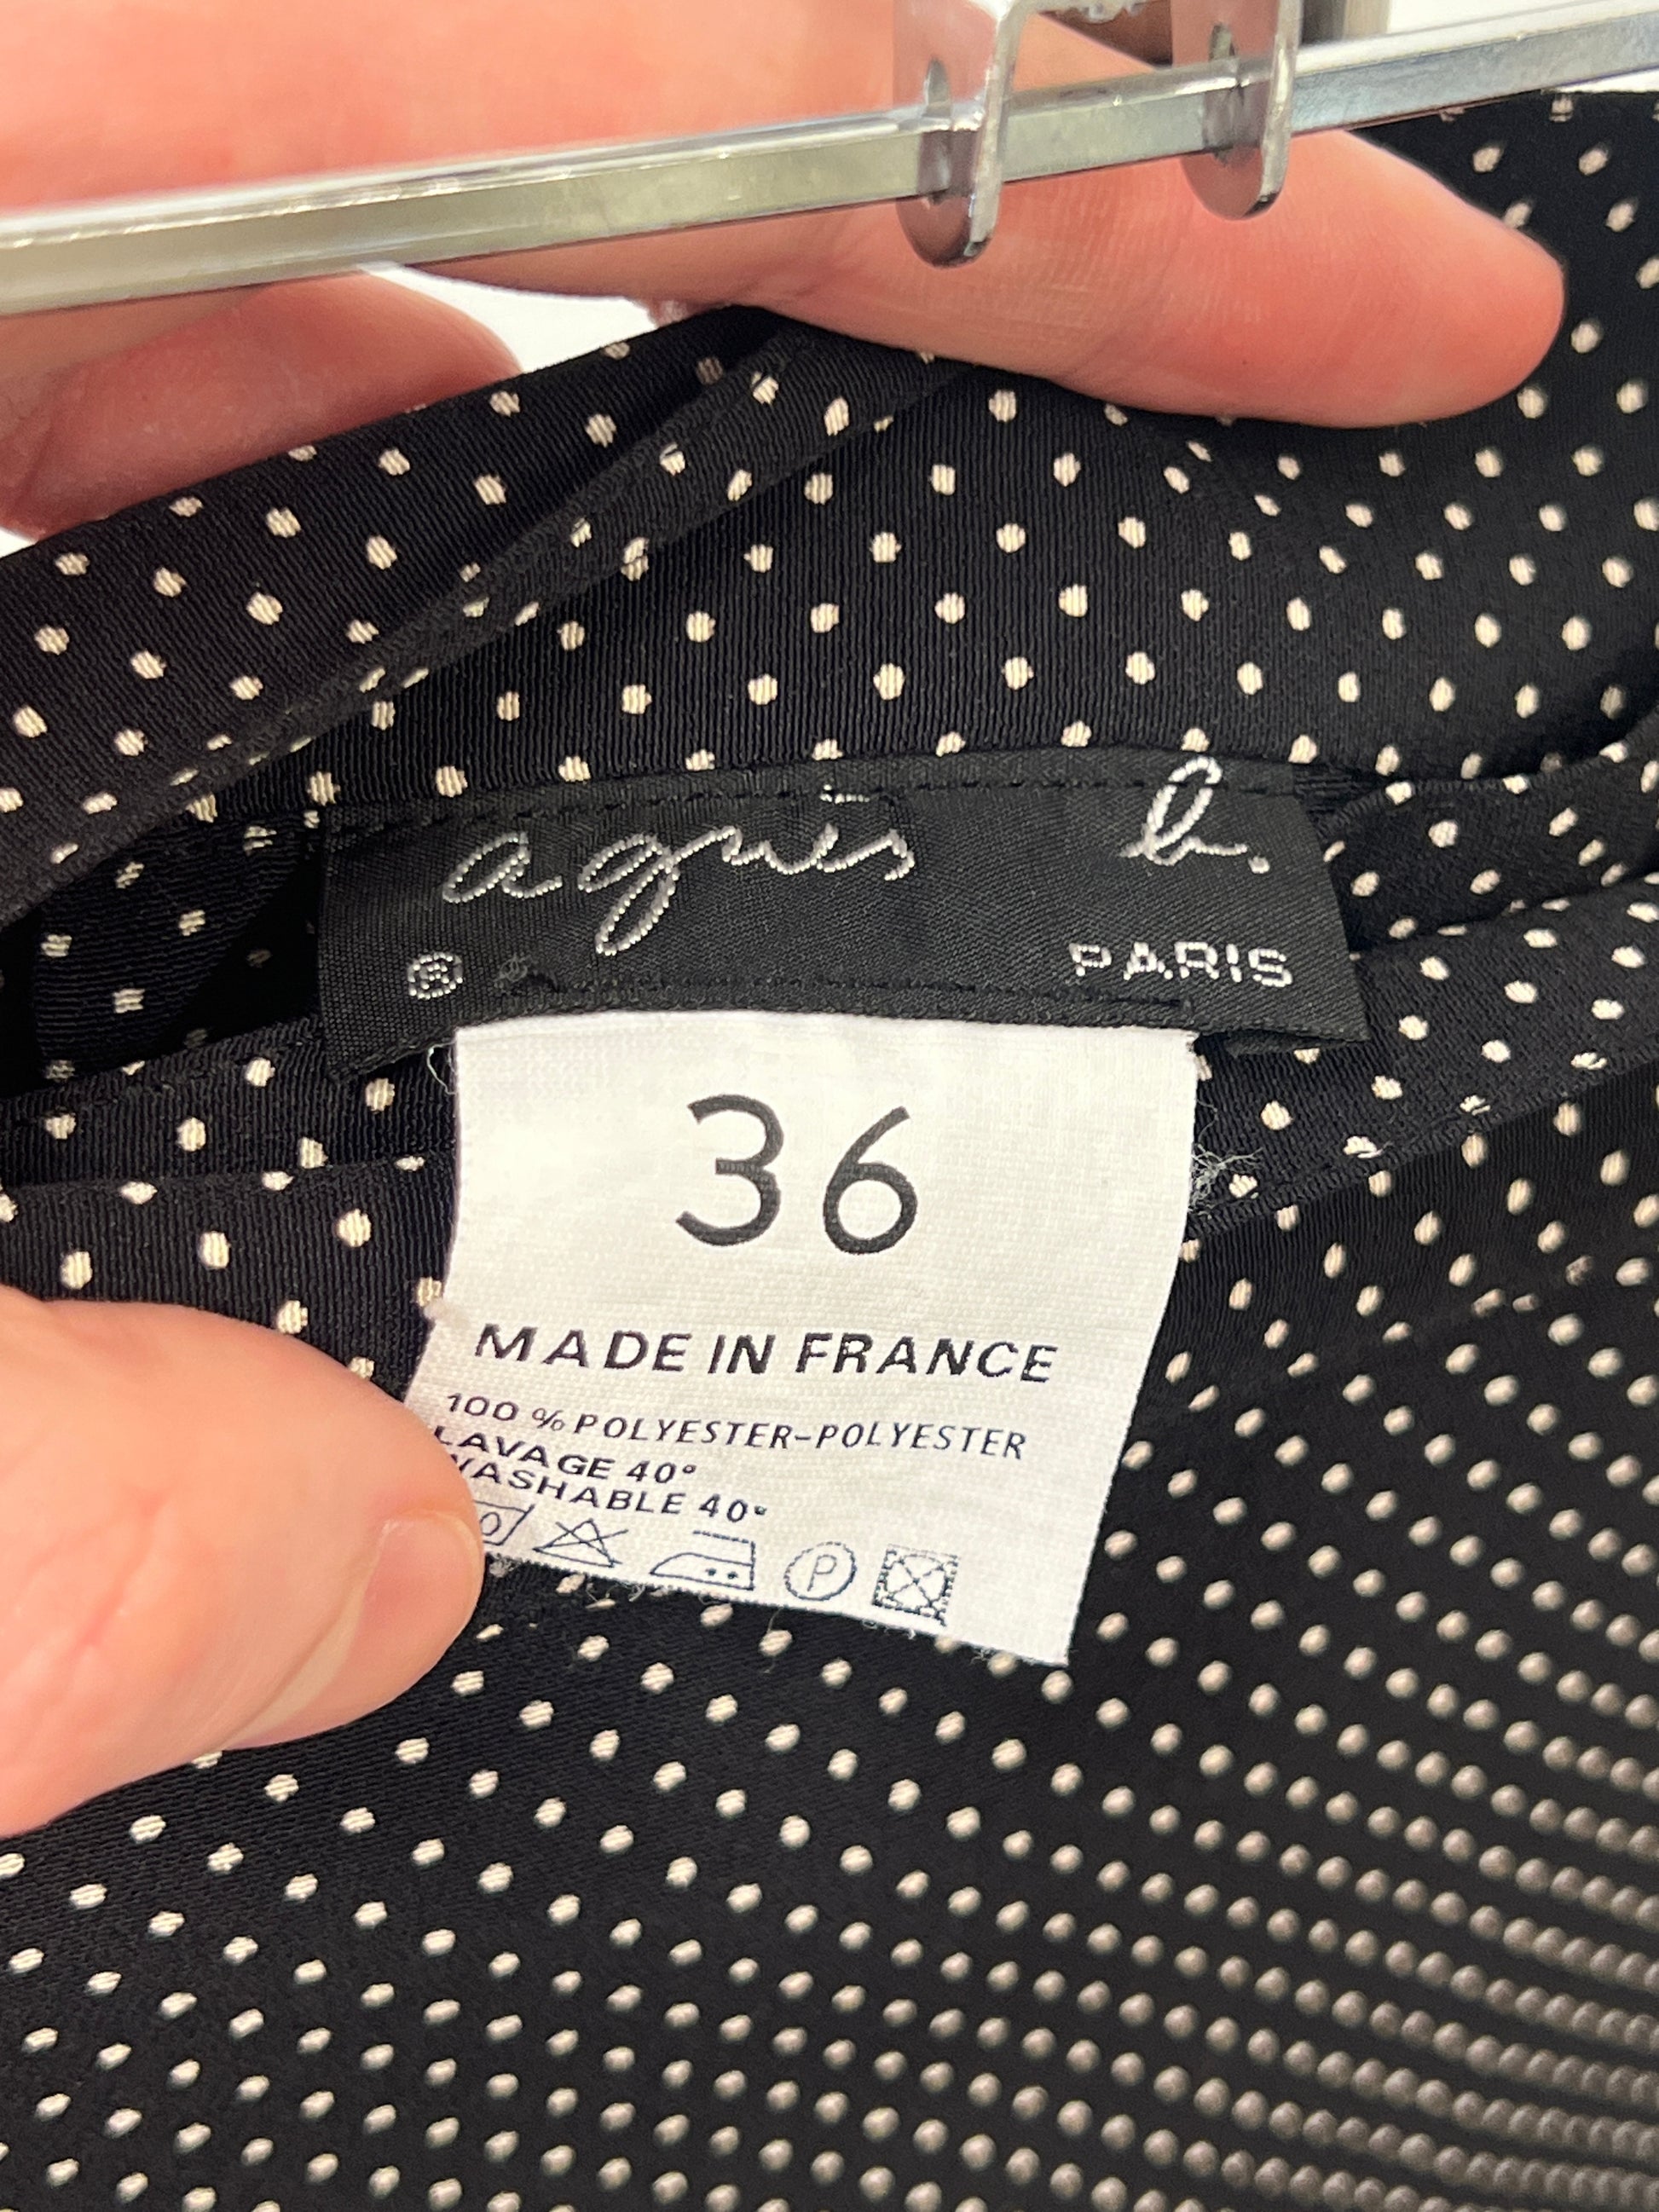 agnès b.
® PARIS
36
MADE IN FRANCE
100 % POLYESTER-POLYESTER
LAVAGE 40°
WASHABLE 40°
P